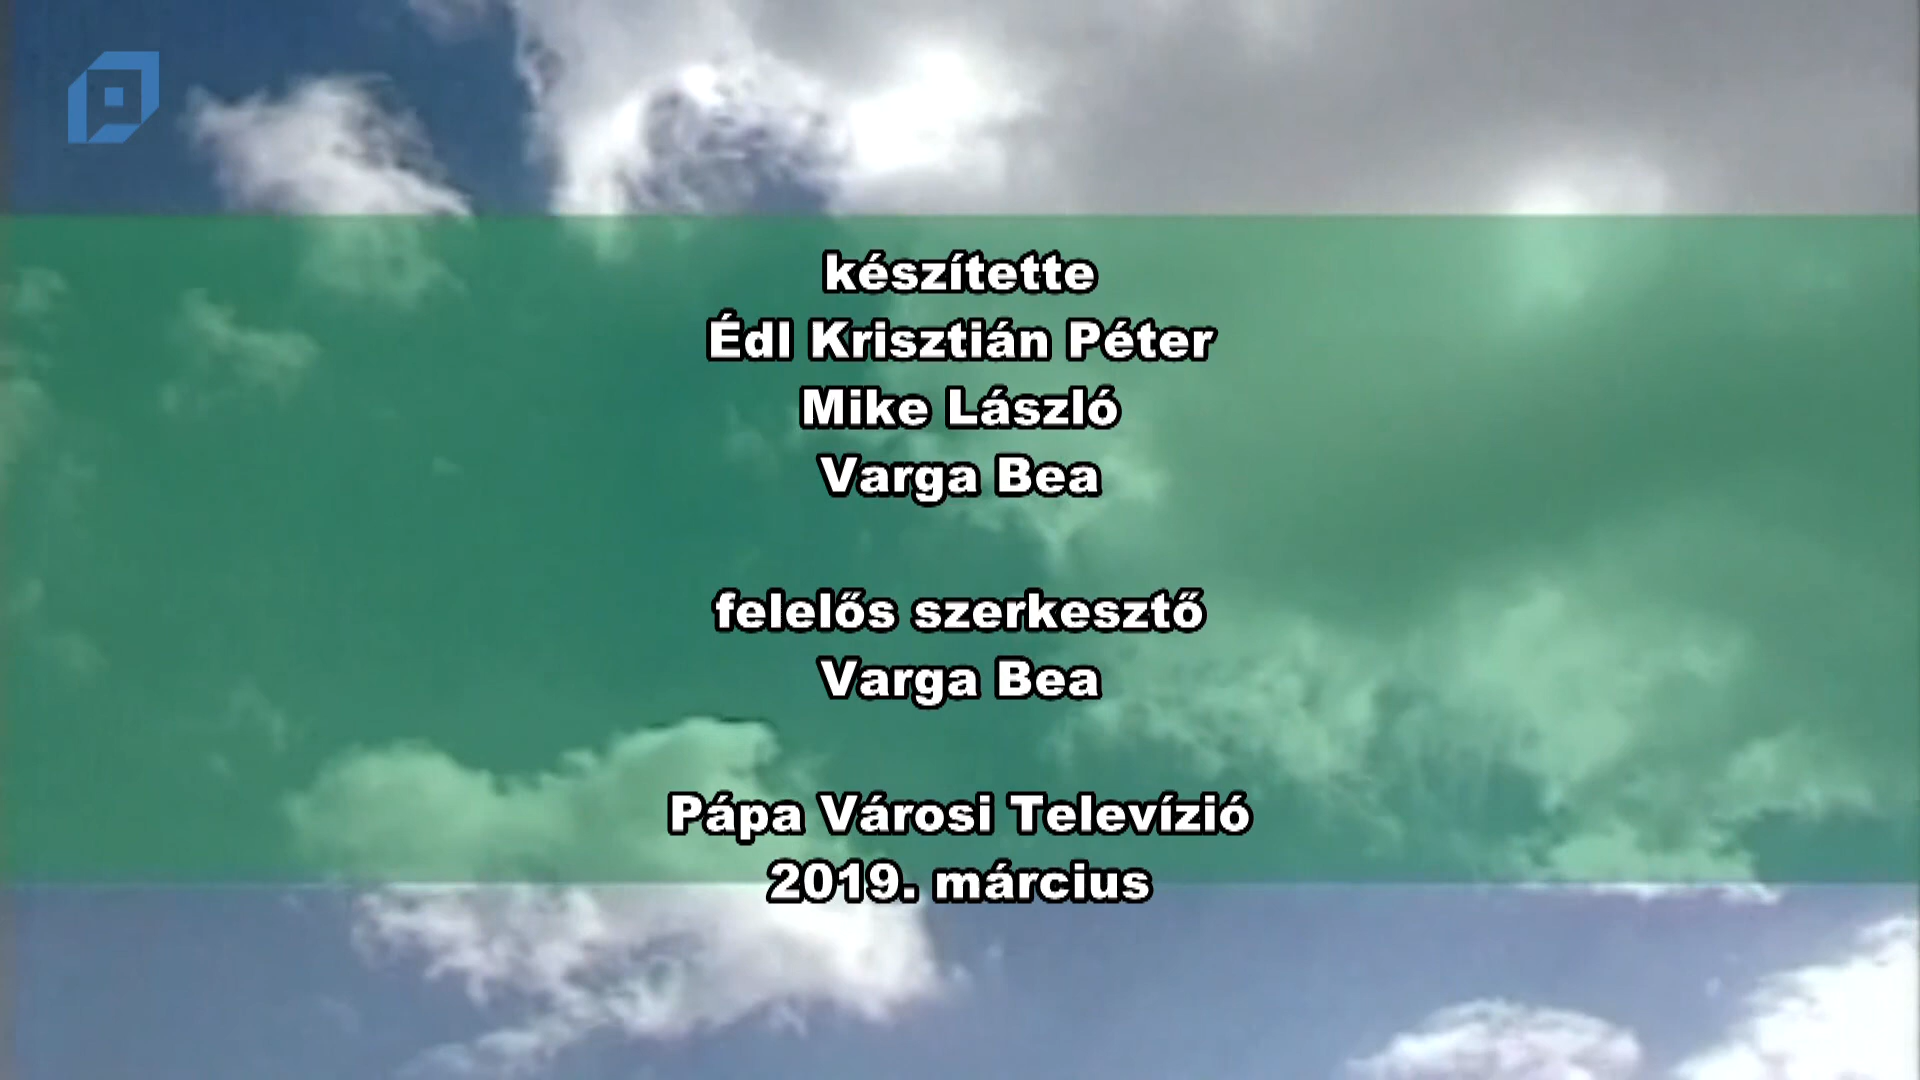 készítette
Édl Krisztián Péter
Mike László
Varga Bea
felelős szerkesztő
Varga Bea
Pápa Városi Televízió
2019. március